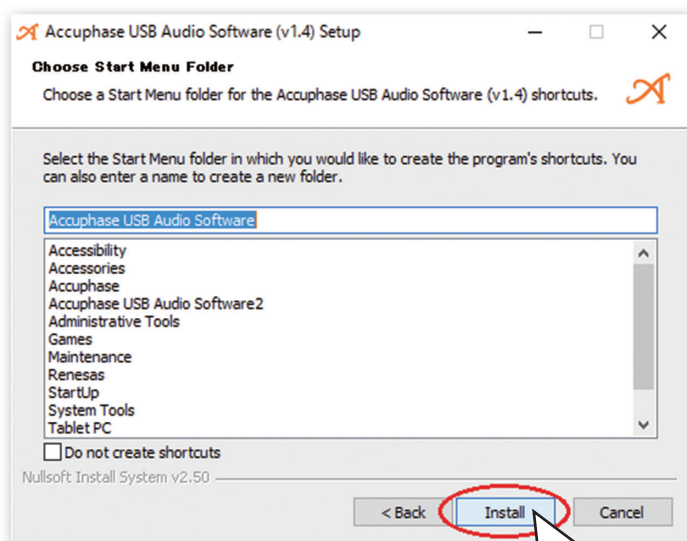 Accuphase USB Audio Software (v1.4) Setup
Choose Start Menu Folder
Choose a Start Menu folder for the Accuphase USB Audio Software (v1.4) shortcuts.
Select the Start Menu folder in which you would like to create the program's shortcuts. You
can also enter a name to create a new folder.
Accuphase USB Audio Software
Accessibility
Accessories
Accuphase
Accuphase USB Audio Software2
Administrative Tools
Games
Maintenance
Renesas
StartUp
System Tools
Tablet PC
Do not create shortcuts
Nullsoft Install System v2.50
< Back Install Cancel